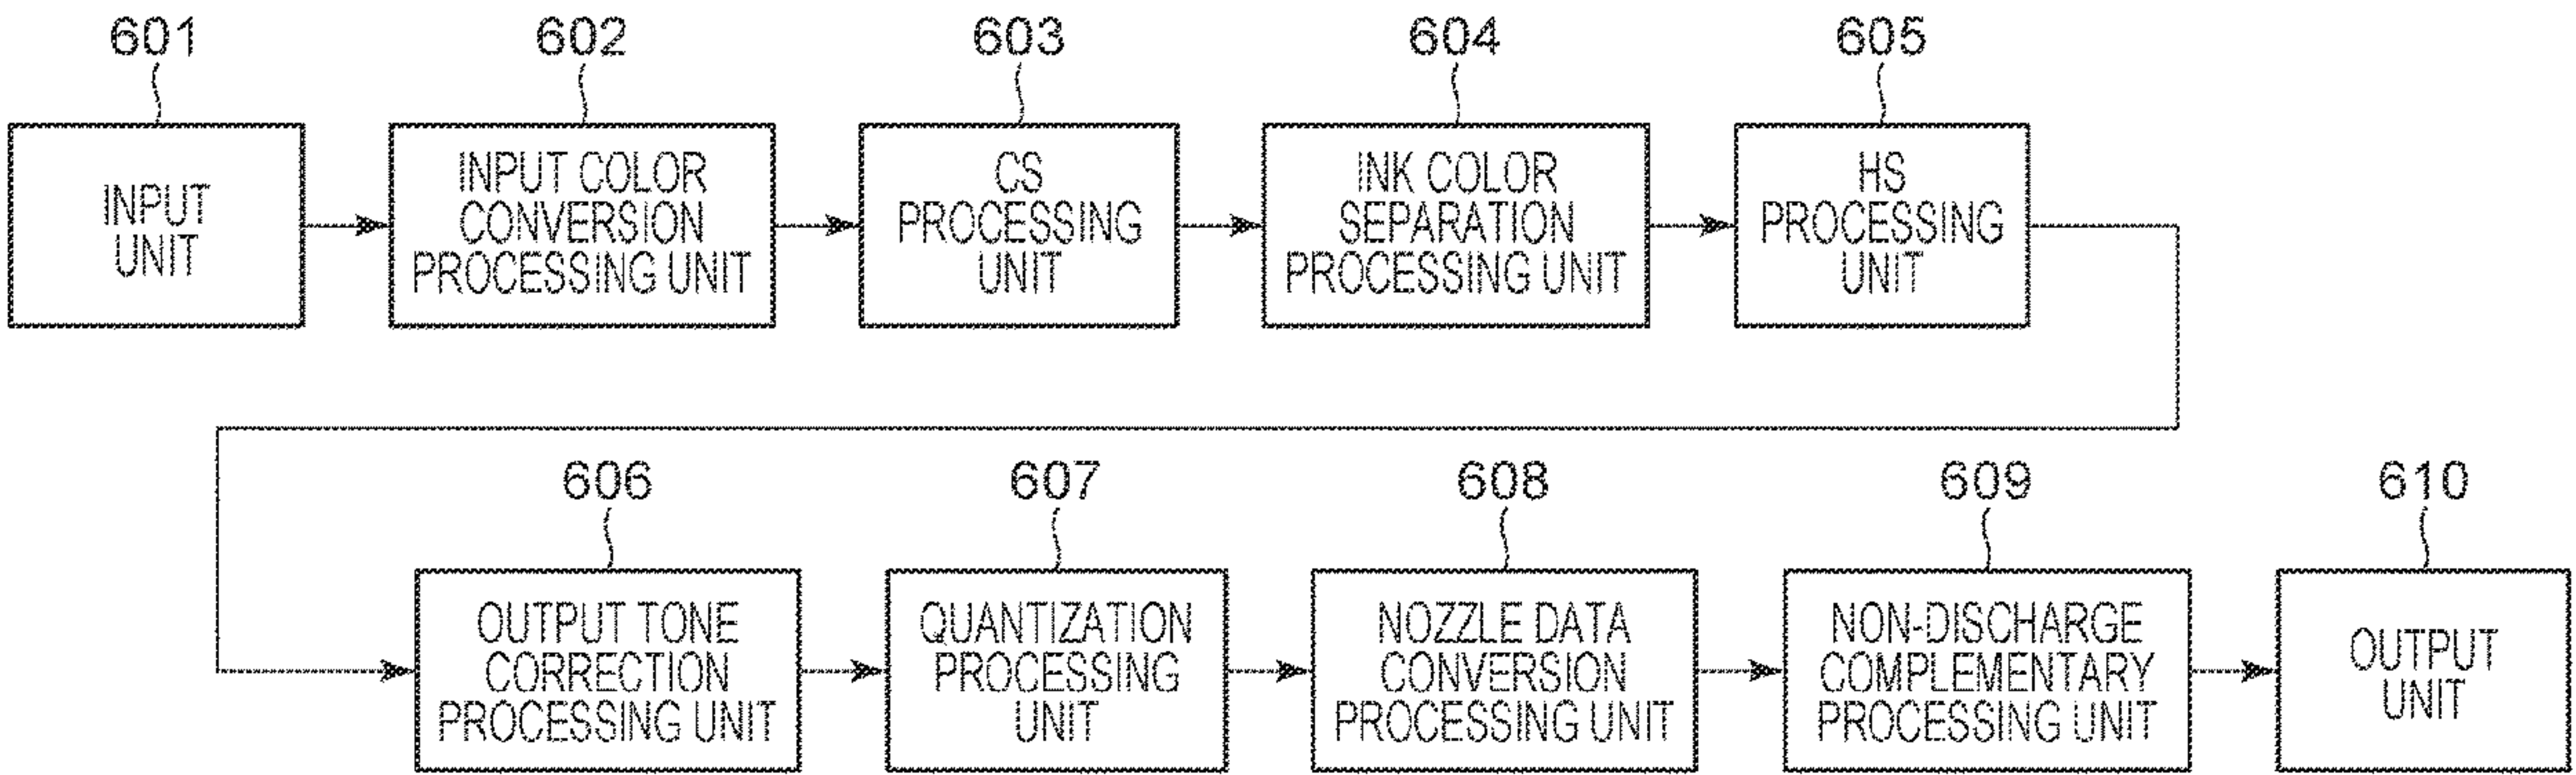 601
602
603
604
605
INPUT
UNIT
INPUT COLOR
CONVERSION
PROCESSING UNIT
CS
PROCESSING
UNIT
INK COLOR
SEPARATION
PROCESSING UNIT
HS
PROCESSING
UNIT
606
607
608
609
610
OUTPUT TONE
CORRECTION
PROCESSING UNIT
QUANTIZATION
PROCESSING
UNIT
NOZZLE DATA
CONVERSION
PROCESSING UNIT
NON-DISCHARGE
COMPLEMENTARY
PROCESSING UNIT
OUTPUT
UNIT